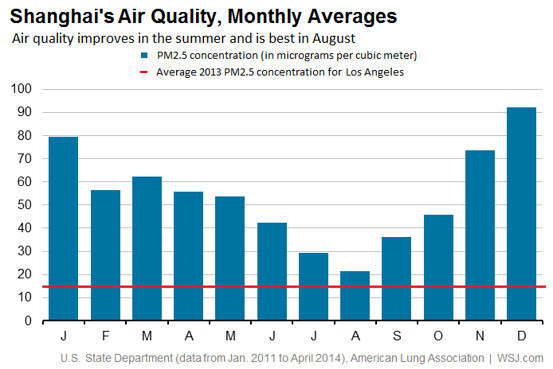 Shanghai's Air Quality, Monthly Averages
Air quality improves in the summer and is best in August
PM2.5 concentration (in micrograms per cubic meter)
Average 2013 PM2.5 concentration for Los Angeles
100
90
80
70
60
50
40
30
20
10
0
J F M A M J J A S O N D
U.S. State Department (data from Jan. 2011 to April 2014), American Lung Association | WSJ.com